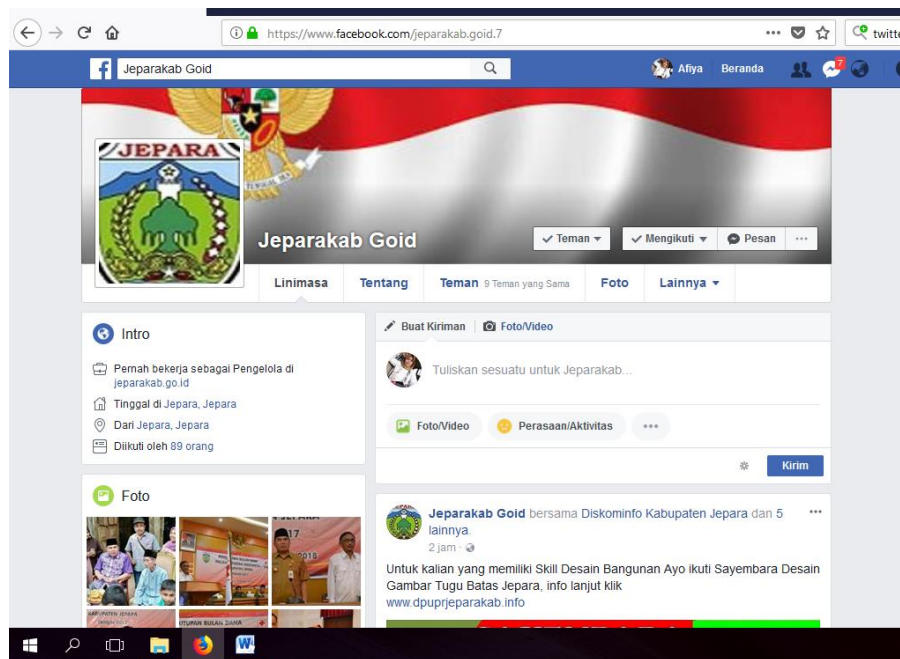 https://www.facebook.com/jeparakab.goid.7
twitte
Jeparakab Goid
Afiya
Beranda
7
JEPARA
Jeparakab Goid
Teman
Mengikuti
Pesan
Linimasa
Tentang
Teman 9 Teman yang Sama
Foto
Lainnya
Intro
Pernah bekerja sebagai Pengelola di
jeparakab.go.id
Tinggal di Jepara, Jepara
Dari Jepara, Jepara
Diikuti oleh 89 orang
Foto
Buat Kiriman
Foto/Video
Tuliskan sesuatu untuk Jeparakab...
Foto/Video
Perasaan/Aktivitas
Kirim
Jeparakab Goid bersama Diskominfo Kabupaten Jepara dan 5
lainnya.
2 jam
Untuk kalian yang memiliki Skill Desain Bangunan Ayo ikuti Sayembara Desain
Gambar Tugu Batas Jepara, info lanjut klik
www.dpuprjeparakab.info